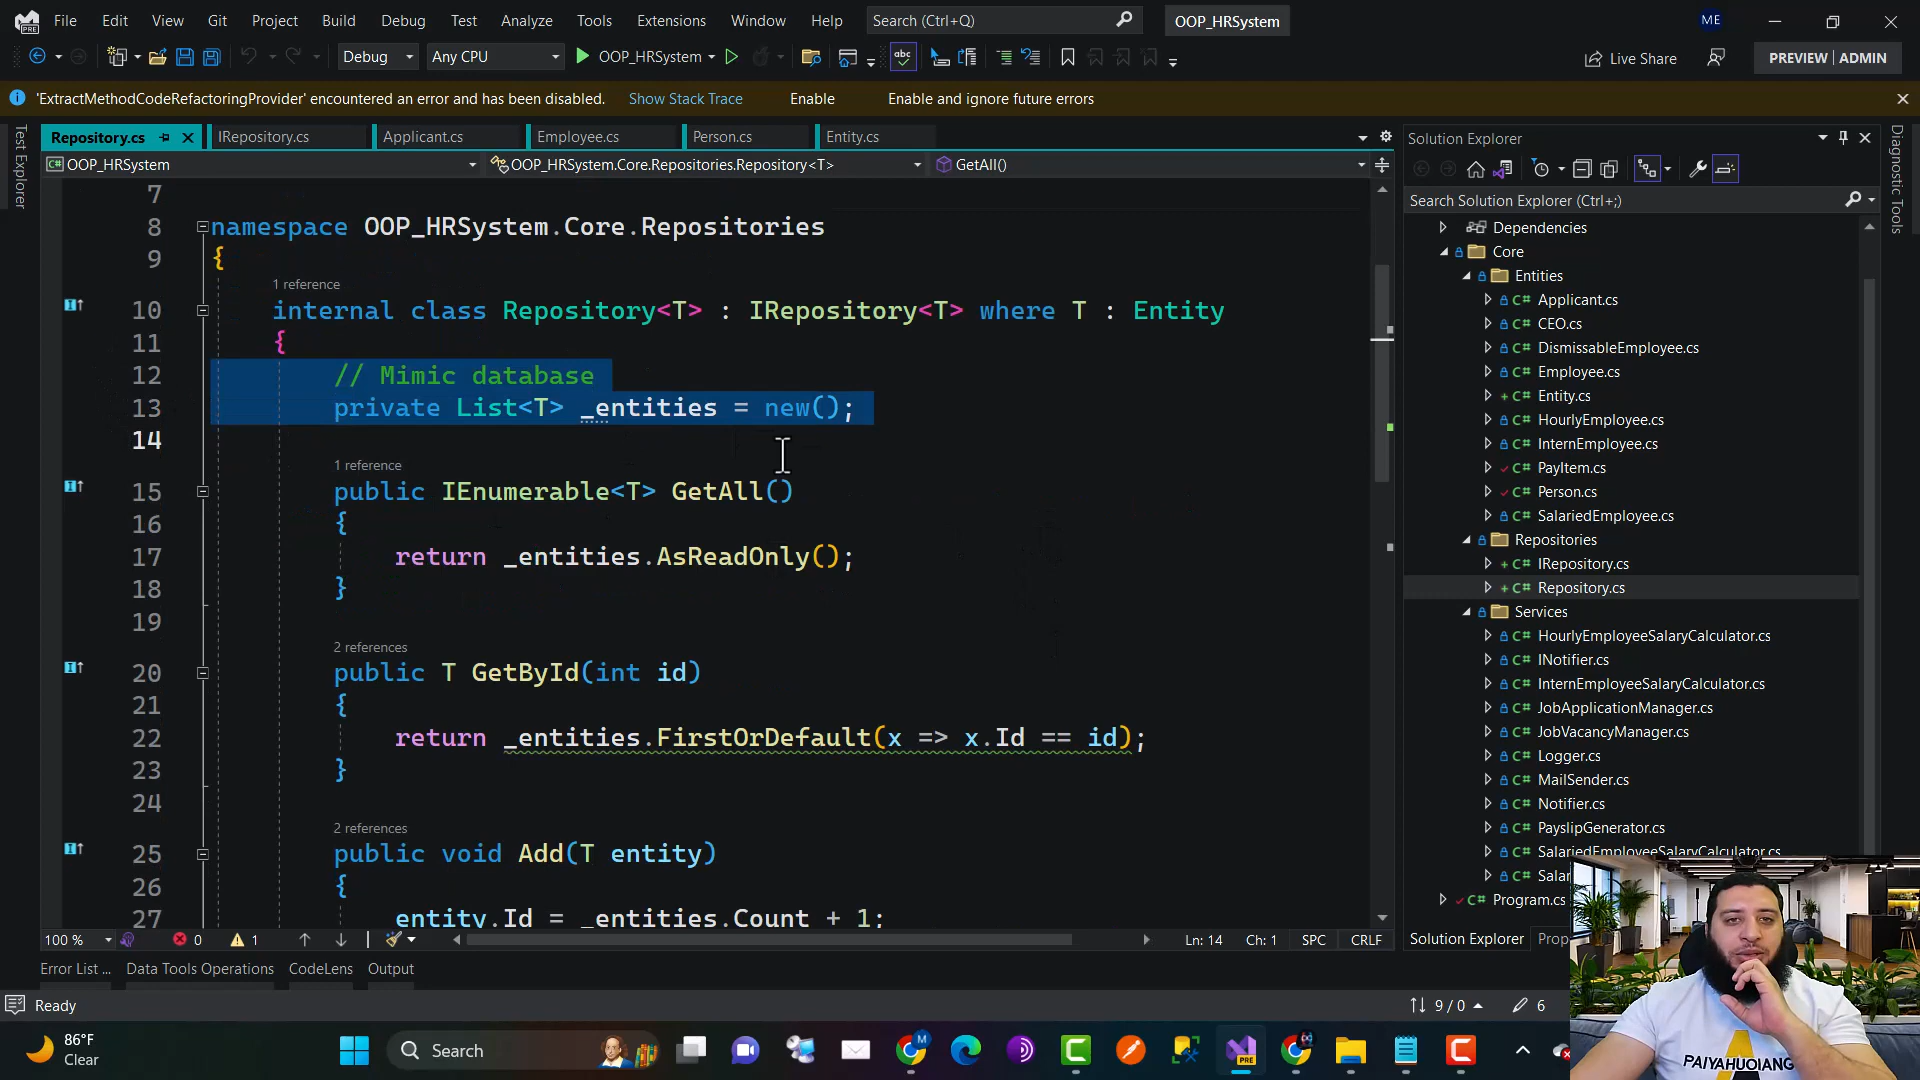 File Edit View Git Project Build Debug Test Analyze Tools Extensions Window Help Search (Ctrl+Q) OOP_HRSystem ME
Debug Any CPU OOP_HRSystem Live Share PREVIEW | ADMIN
'ExtractMethodCodeRefactoringProvider' encountered an error and has been disabled. Show Stack Trace Enable Enable and ignore future errors
Test Explorer
Repository.cs IRepository.cs Applicant.cs Employee.cs Person.cs Entity.cs
OOP_HRSystem OOP_HRSystem.Core.Repositories.Repository<T> GetAll()
7
8 namespace OOP_HRSystem.Core.Repositories
9 {
1 reference
10 internal class Repository<T> : IRepository<T> where T : Entity
11 {
12 // Mimic database
13 private List<T> _entities = new();
14
1 reference
15 public IEnumerable<T> GetAll()
16 {
17 return _entities.AsReadOnly();
18 }
19
2 references
20 public T GetById(int id)
21 {
22 return _entities.FirstOrDefault(x => x.Id == id);
23 }
24
2 references
25 public void Add(T entity)
26 {
27 entity.Id = _entities.Count + 1;
100 % 0 1 Ln: 14 Ch: 1 SPC CRLF
Error List ... Data Tools Operations CodeLens Output
Ready 9 / 0 6
Solution Explorer
Search Solution Explorer (Ctrl+;)
Dependencies
Core
Entities
C# Applicant.cs
C# CEO.cs
C# DismissableEmployee.cs
C# Employee.cs
+ C# Entity.cs
C# HourlyEmployee.cs
C# InternEmployee.cs
C# PayItem.cs
C# Person.cs
C# SalariedEmployee.cs
Repositories
+ C# IRepository.cs
+ C# Repository.cs
Services
C# HourlyEmployeeSalaryCalculator.cs
C# INotifier.cs
C# InternEmployeeSalaryCalculator.cs
C# JobApplicationManager.cs
C# JobVacancyManager.cs
C# Logger.cs
C# MailSender.cs
C# Notifier.cs
C# PayslipGenerator.cs
C# SalariedEmployeeSalaryCalculator.cs
C# Sala
C# Program.cs
Solution Explorer Prop
Diagnostic Tools
86°F
Clear
Search
PAIYAHUOIANG